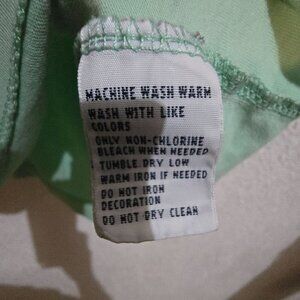 MACHINE WASH WARM
WASH WITH LIKE
COLORS
ONLY NON-CHLORINE
BLEACH WHEN NEEDED
TUMBLE DRY LOW
WARM IRON IF NEEDED
DO NOT IRON
DECORATION
DO NOT DRY CLEAN